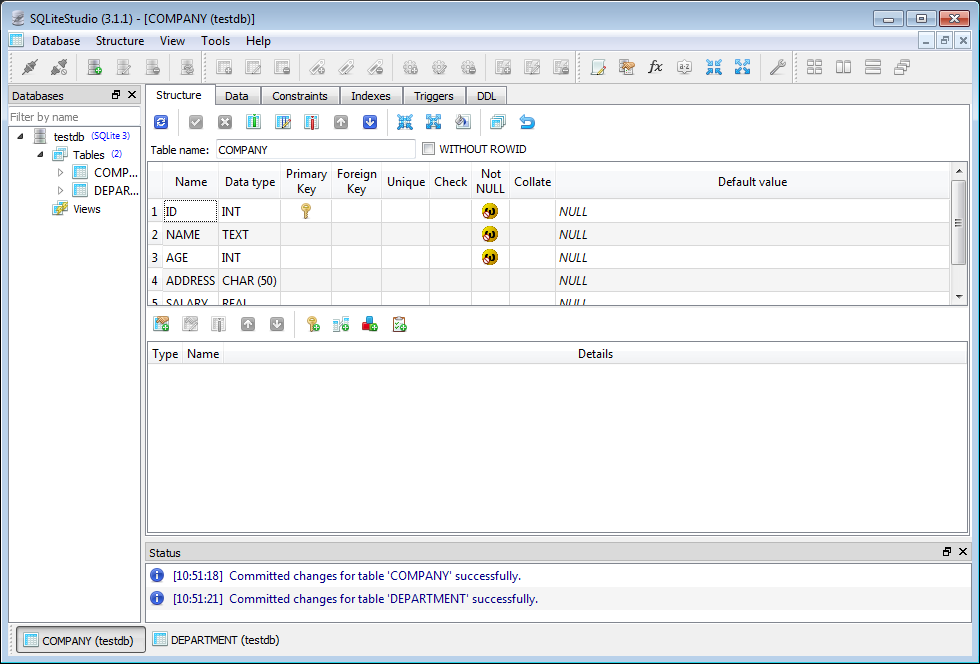 SQLiteStudio (3.1.1) - [COMPANY (testdb)]
Database Structure View Tools Help
Databases
Filter by name
testdb (SQLite 3)
Tables (2)
COMP...
DEPAR...
Views
Structure Data Constraints Indexes Triggers DDL
Table name: COMPANY WITHOUT ROWID
Name Data type Primary Key Foreign Key Unique Check Not NULL Collate Default value
1 ID INT NULL
2 NAME TEXT NULL
3 AGE INT NULL
4 ADDRESS CHAR (50) NULL
5 SALARY REAL NULL
Type Name Details
Status
[10:51:18] Committed changes for table 'COMPANY' successfully.
[10:51:21] Committed changes for table 'DEPARTMENT' successfully.
COMPANY (testdb) DEPARTMENT (testdb)